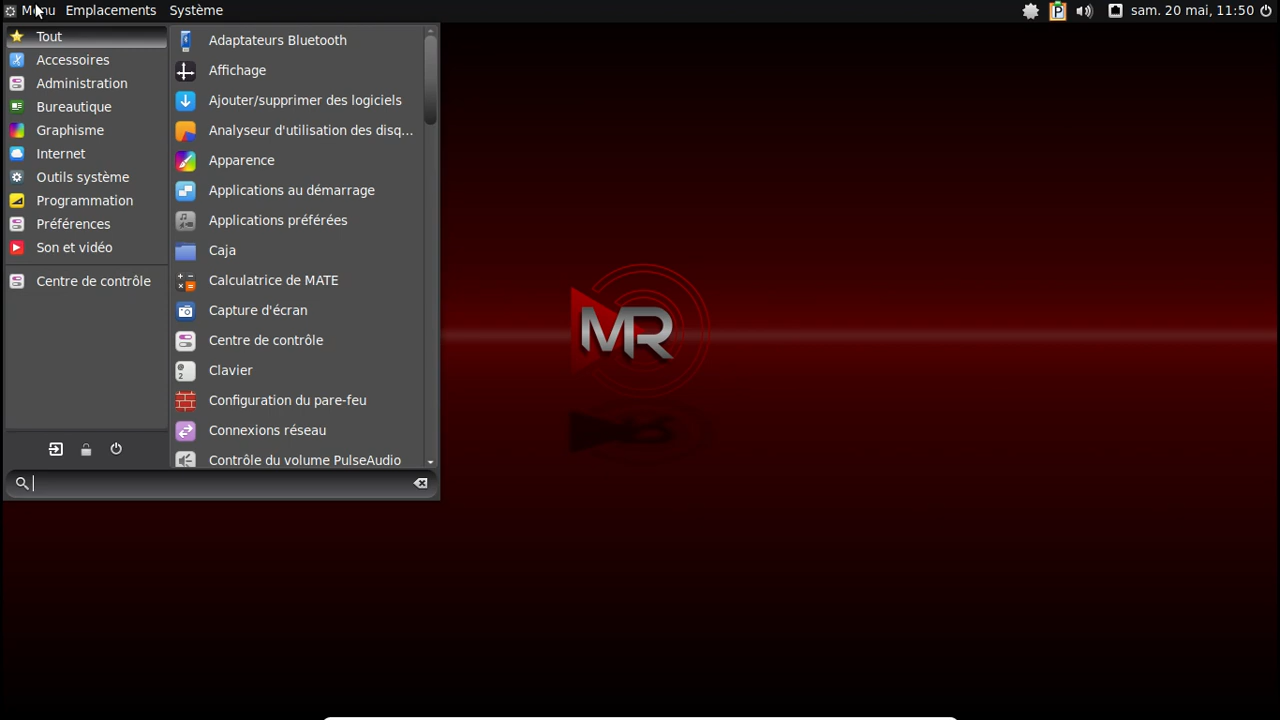 Menu Emplacements Système
sam. 20 mai, 11:50
Tout
Accessoires
Administration
Bureautique
Graphisme
Internet
Outils système
Programmation
Préférences
Son et vidéo
Centre de contrôle
Adaptateurs Bluetooth
Affichage
Ajouter/supprimer des logiciels
Analyseur d'utilisation des disq...
Apparence
Applications au démarrage
Applications préférées
Caja
Calculatrice de MATE
Capture d'écran
Centre de contrôle
Clavier
Configuration du pare-feu
Connexions réseau
Contrôle du volume PulseAudio
MR